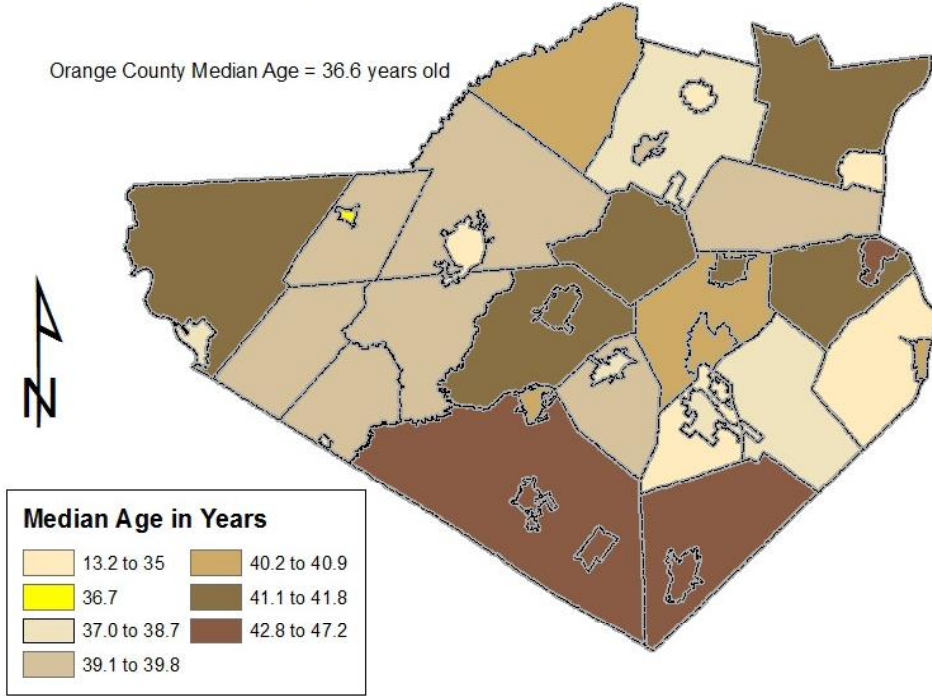 Orange County Median Age = 36.6 years old
N
Median Age in Years
13.2 to 35
36.7
37.0 to 38.7
39.1 to 39.8
40.2 to 40.9
41.1 to 41.8
42.8 to 47.2